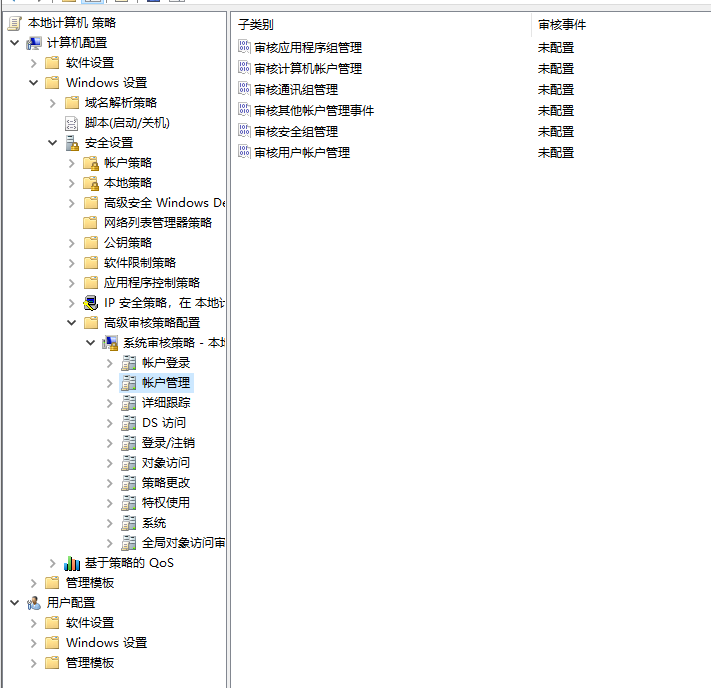 本地计算机 策略
计算机配置
软件设置
Windows 设置
域名解析策略
脚本(启动/关机)
安全设置
帐户策略
本地策略
高级安全 Windows De
网络列表管理器策略
公钥策略
软件限制策略
应用程序控制策略
IP 安全策略，在 本地计
高级审核策略配置
系统审核策略 - 本地
帐户登录
帐户管理
详细跟踪
DS 访问
登录/注销
对象访问
策略更改
特权使用
系统
全局对象访问审
基于策略的 QoS
管理模板
用户配置
软件设置
Windows 设置
管理模板
子类别 审核事件
审核应用程序组管理 未配置
审核计算机帐户管理 未配置
审核通讯组管理 未配置
审核其他帐户管理事件 未配置
审核安全组管理 未配置
审核用户帐户管理 未配置